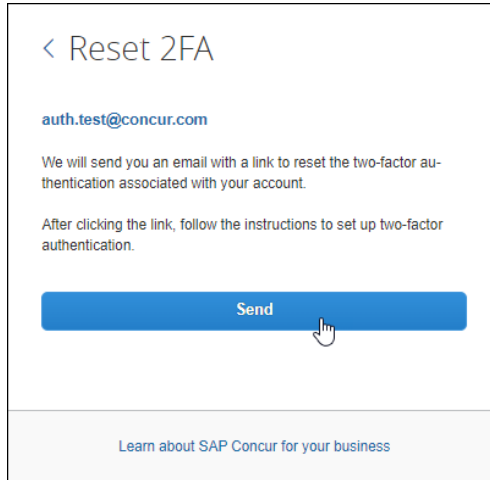 < Reset 2FA
auth.test@concur.com
We will send you an email with a link to reset the two-factor au-
thentication associated with your account.
After clicking the link, follow the instructions to set up two-factor
authentication.
Send
Learn about SAP Concur for your business